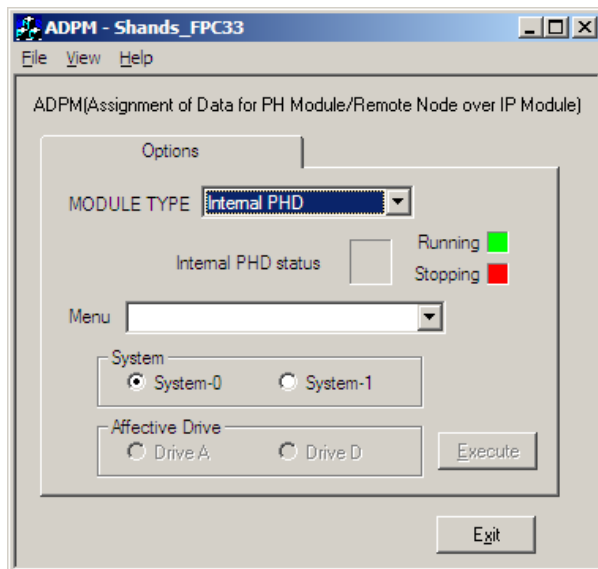 ADPM - Shands_FPC33
File View Help
ADPM(Assignment of Data for PH Module/Remote Node over IP Module)
Options
MODULE TYPE Internal PHD
Running
Internal PHD status
Stopping
Menu
System
System-0 System-1
Affective Drive
Drive A Drive D Execute
Exit